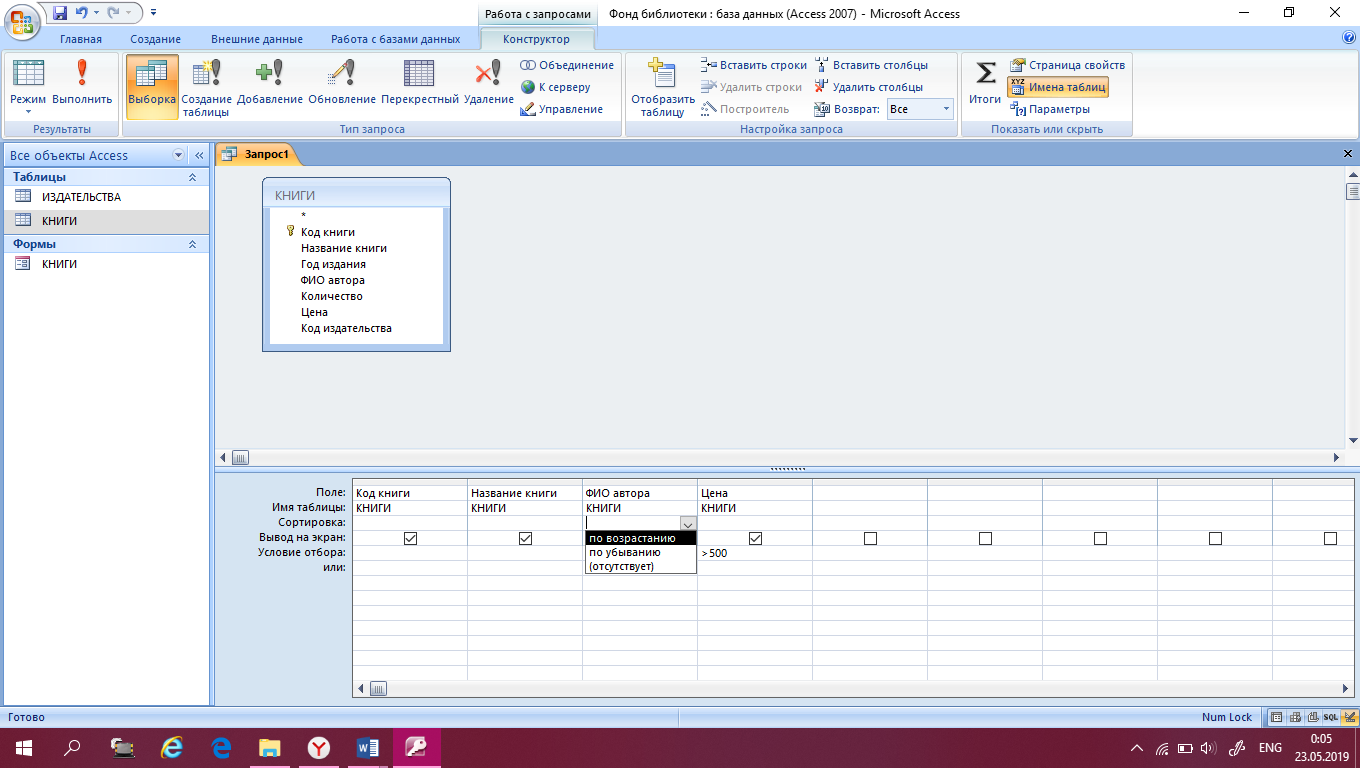 Работа с запросами
Фонд библиотеки : база данных (Access 2007) - Microsoft Access
Главная
Создание
Внешние данные
Работа с базами данных
Конструктор
Режим
Выполнить
Результаты
Выборка
Создание таблицы
Добавление
Обновление
Перекрестный
Удаление
Объединение
К серверу
Управление
Тип запроса
Отобразить таблицу
Вставить строки
Удалить строки
Построитель
Вставить столбцы
Удалить столбцы
Возврат: Все
Настройка запроса
Итоги
Страница свойств
XYZ Имена таблиц
Параметры
Показать или скрыть
Все объекты Access
Таблицы
ИЗДАТЕЛЬСТВА
КНИГИ
Формы
КНИГИ
Запрос1
КНИГИ
*
Код книги
Название книги
Год издания
ФИО автора
Количество
Цена
Код издательства
Поле: Код книги Название книги ФИО автора Цена
Имя таблицы: КНИГИ КНИГИ КНИГИ КНИГИ
Сортировка:
Вывод на экран: по возрастанию
Условие отбора: по убыванию >500
или: (отсутствует)
Готово
Num Lock
SQL
ENG
0:05
23.05.2019